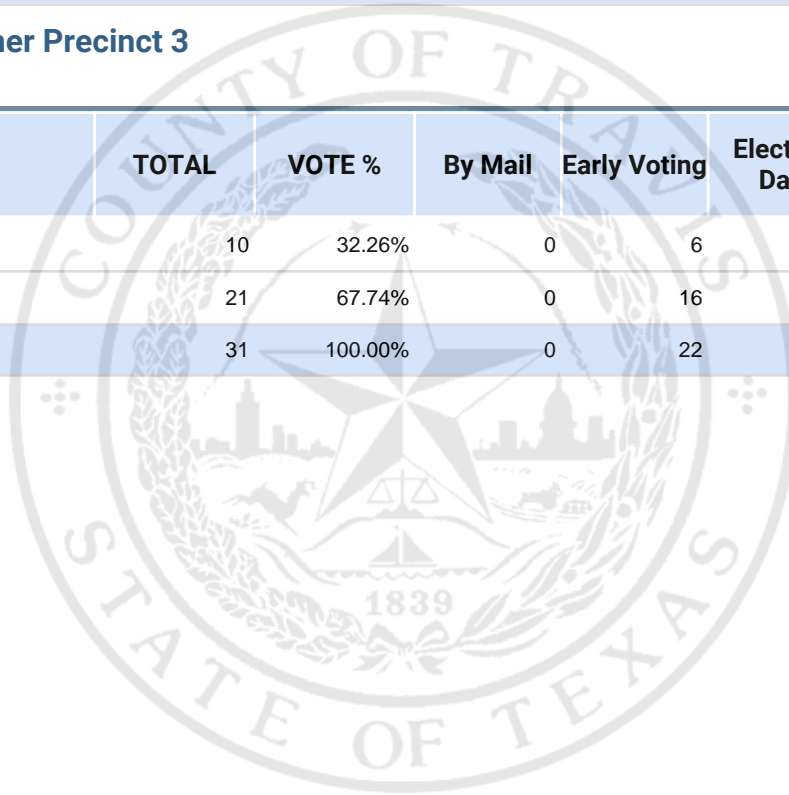 ner Precinct 3
TOTAL VOTE % By Mail Early Voting Elect
Da
10 32.26% 0 6
21 67.74% 0 16
31 100.00% 0 22
COUNTY OF TRAVIS
1839
STATE OF TEXAS